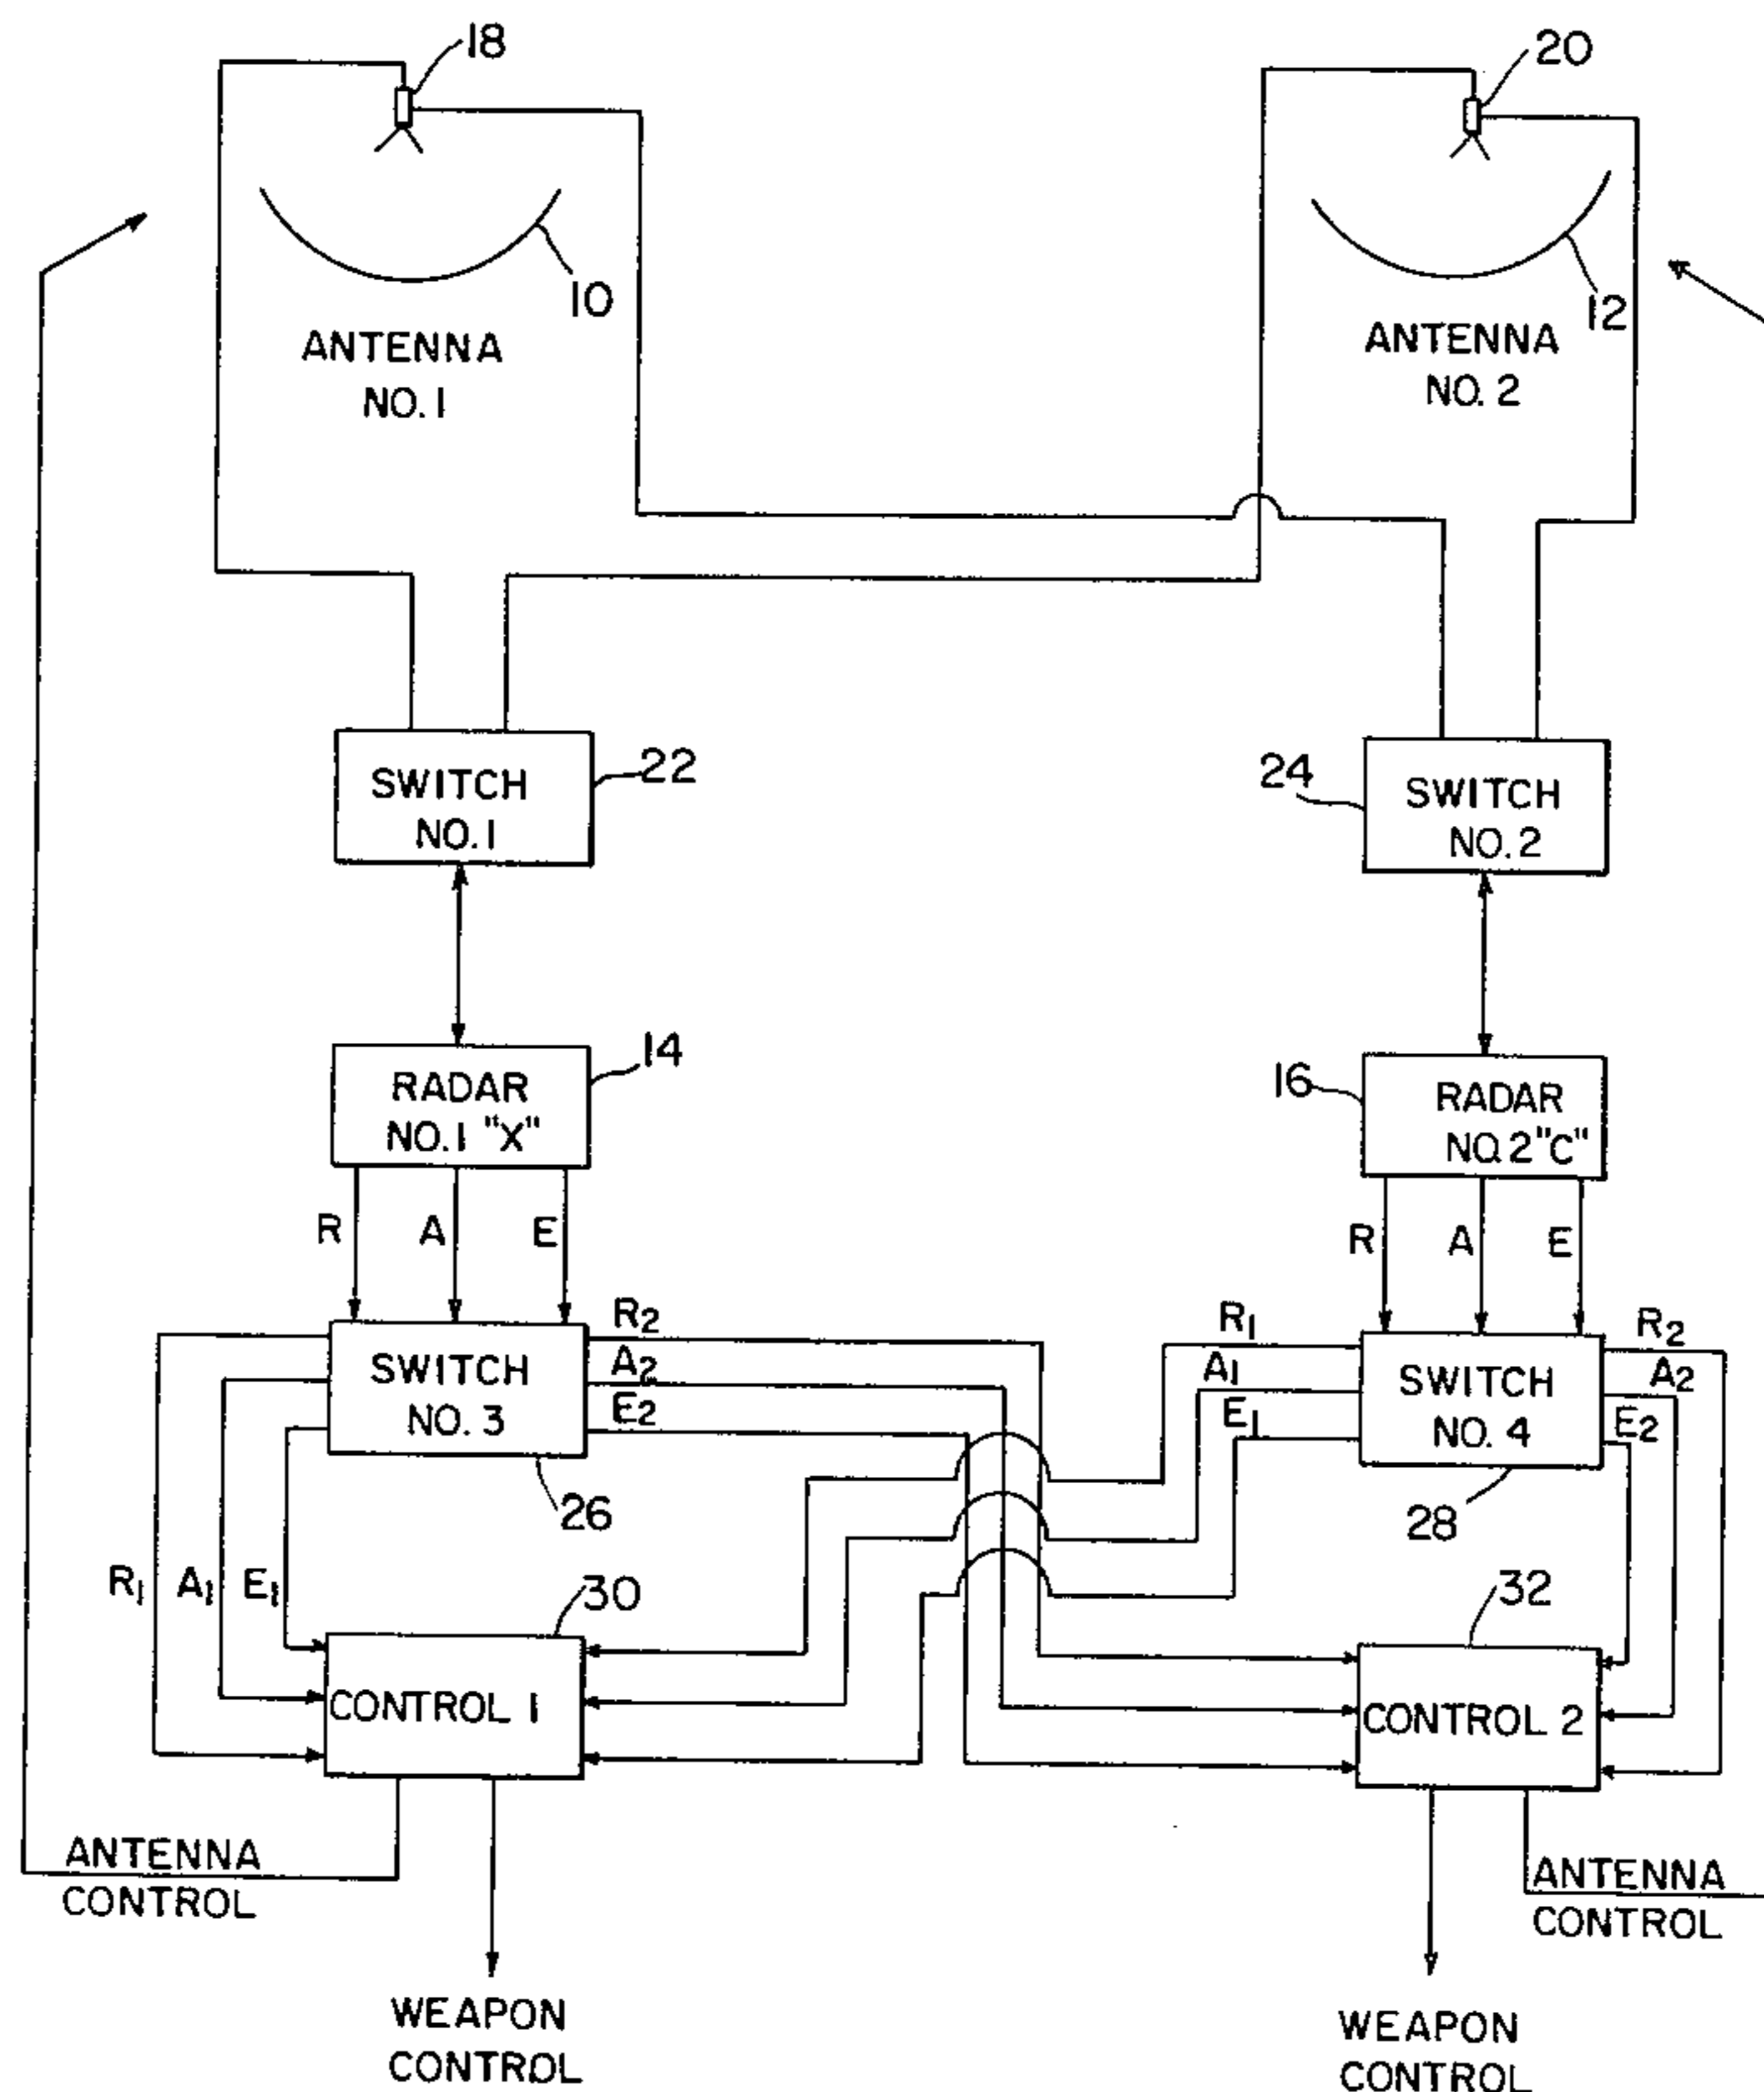 18
20
10
12
ANTENNA
NO. 1
ANTENNA
NO. 2
SWITCH
NO. 1
22
24
SWITCH
NO. 2
RADAR
NO. 1 "X"
14
16
RADAR
NO. 2 "C"
R A E
R A E
SWITCH
NO. 3
R2
A2
E2
R1
A1
E1
SWITCH
NO. 4
R2
A2
E2
26
28
R1 A1 E1
30
32
CONTROL 1
CONTROL 2
ANTENNA
CONTROL
ANTENNA
CONTROL
WEAPON
CONTROL
WEAPON
CONTROL